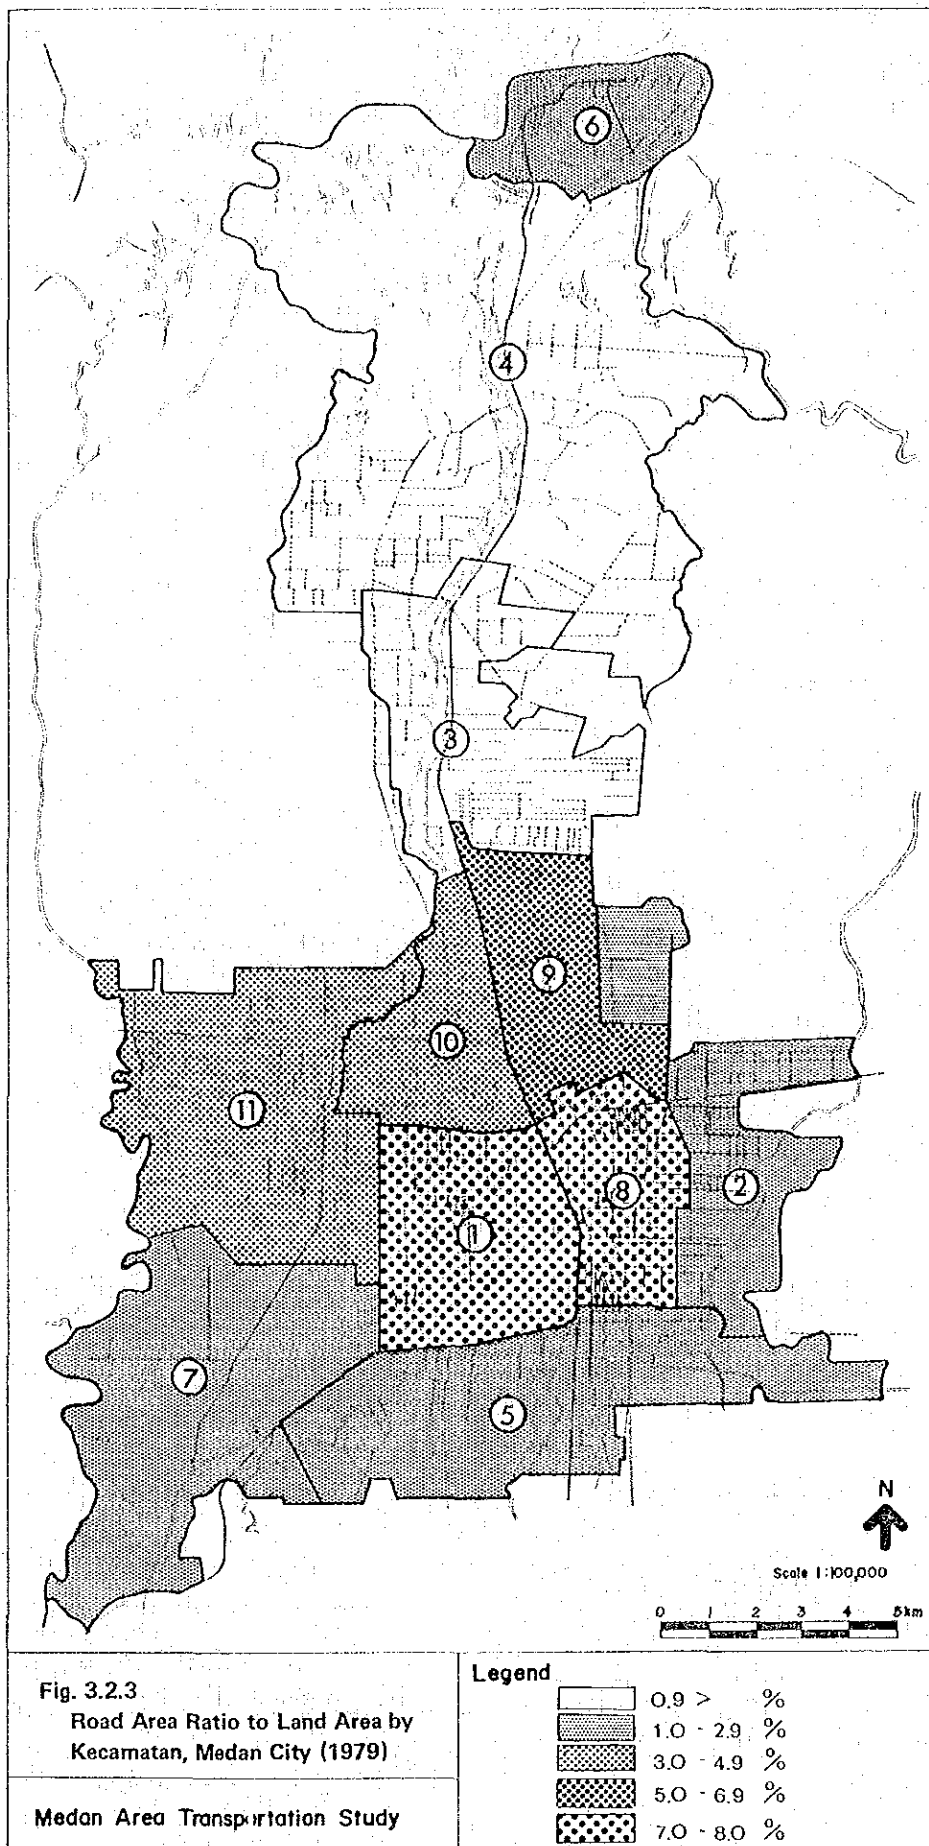 6
4
3
9
10
11
8
2
1
7
5
N
Scale 1:100,000
0 1 2 3 4 5km
Fig. 3.2.3
Road Area Ratio to Land Area by
Kecamatan, Medan City (1979)
Medan Area Transportation Study
Legend
0.9 > %
1.0 - 2.9 %
3.0 - 4.9 %
5.0 - 6.9 %
7.0 - 8.0 %